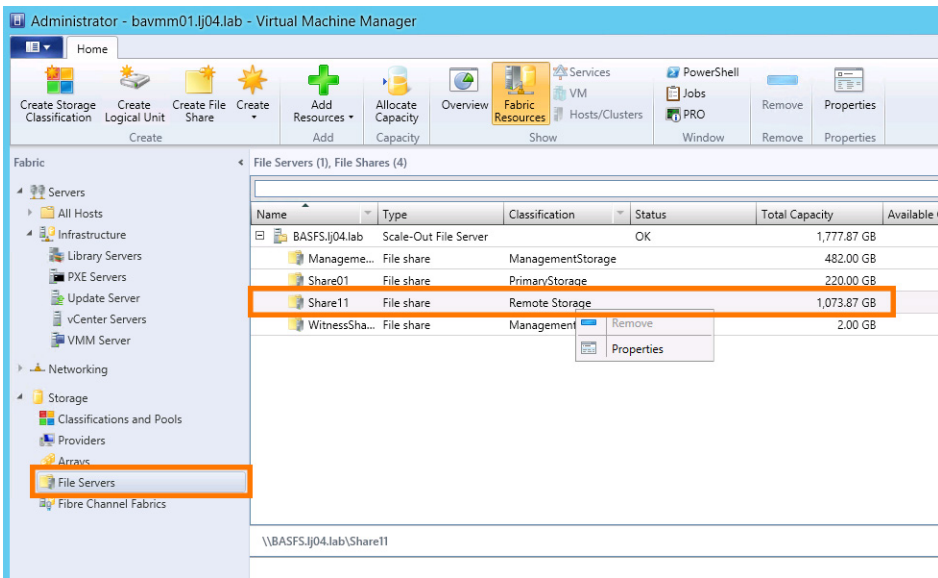 Administrator - bavmm01.lj04.lab - Virtual Machine Manager
Home
Create Storage Classification
Create Logical Unit
Create File Share
Create
Add Resources
Allocate Capacity
Overview
Fabric Resources
Services
VM
Hosts/Clusters
PowerShell
Jobs
PRO
Remove
Properties
Create
Add
Capacity
Show
Window
Remove
Properties
Fabric
File Servers (1), File Shares (4)
Servers
All Hosts
Infrastructure
Library Servers
PXE Servers
Update Server
vCenter Servers
VMM Server
Networking
Storage
Classifications and Pools
Providers
Arrays
File Servers
Fibre Channel Fabrics
Name Type Classification Status Total Capacity Available
BASFS.lj04.lab Scale-Out File Server OK 1,777.87 GB
Manageme... File share ManagementStorage 482.00 GB
Share01 File share PrimaryStorage 220.00 GB
Share11 File share Remote Storage 1,073.87 GB
WitnessSha... File share Management 2.00 GB
Remove
Properties
\\BASFS.lj04.lab\Share11